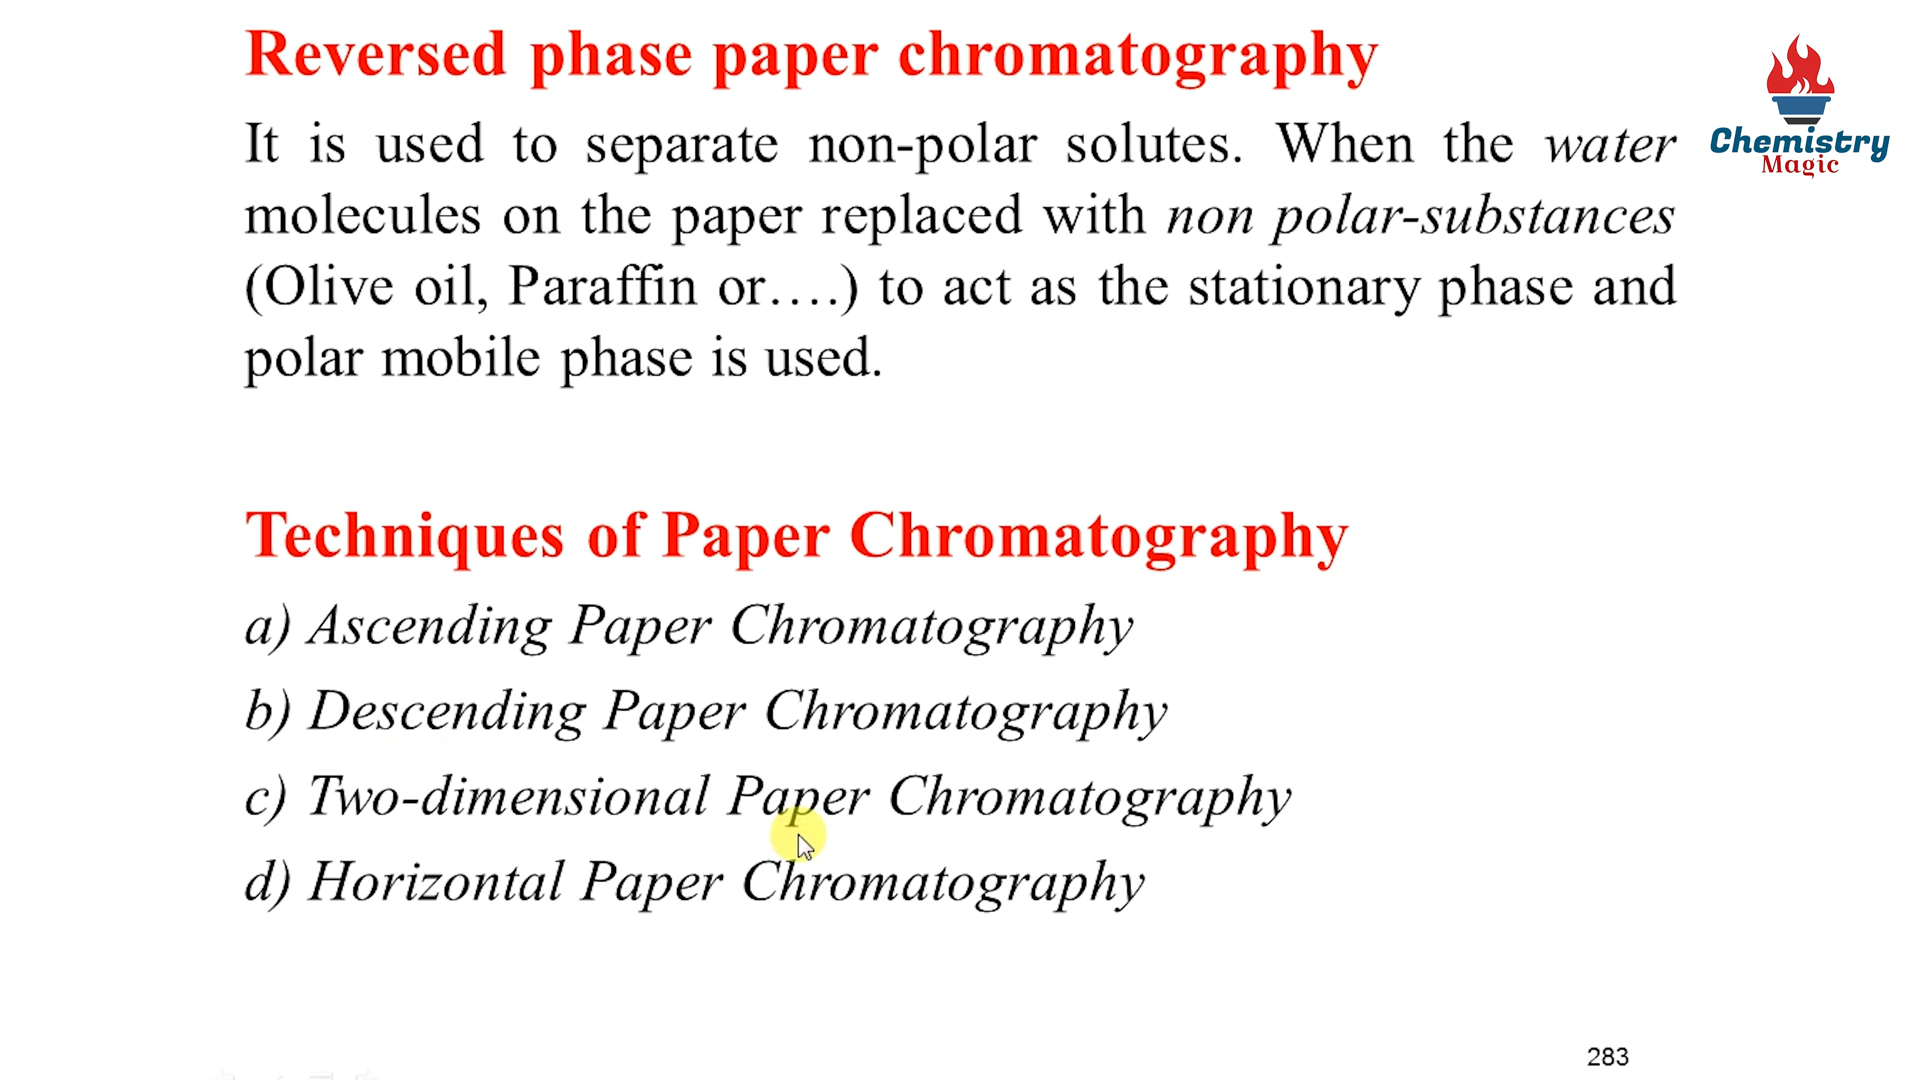 Reversed phase paper chromatography
It is used to separate non-polar solutes. When the water
molecules on the paper replaced with non polar-substances
(Olive oil, Paraffin or….) to act as the stationary phase and
polar mobile phase is used.
Chemistry
Magic
Techniques of Paper Chromatography
a) Ascending Paper Chromatography
b) Descending Paper Chromatography
c) Two-dimensional Paper Chromatography
d) Horizontal Paper Chromatography
283